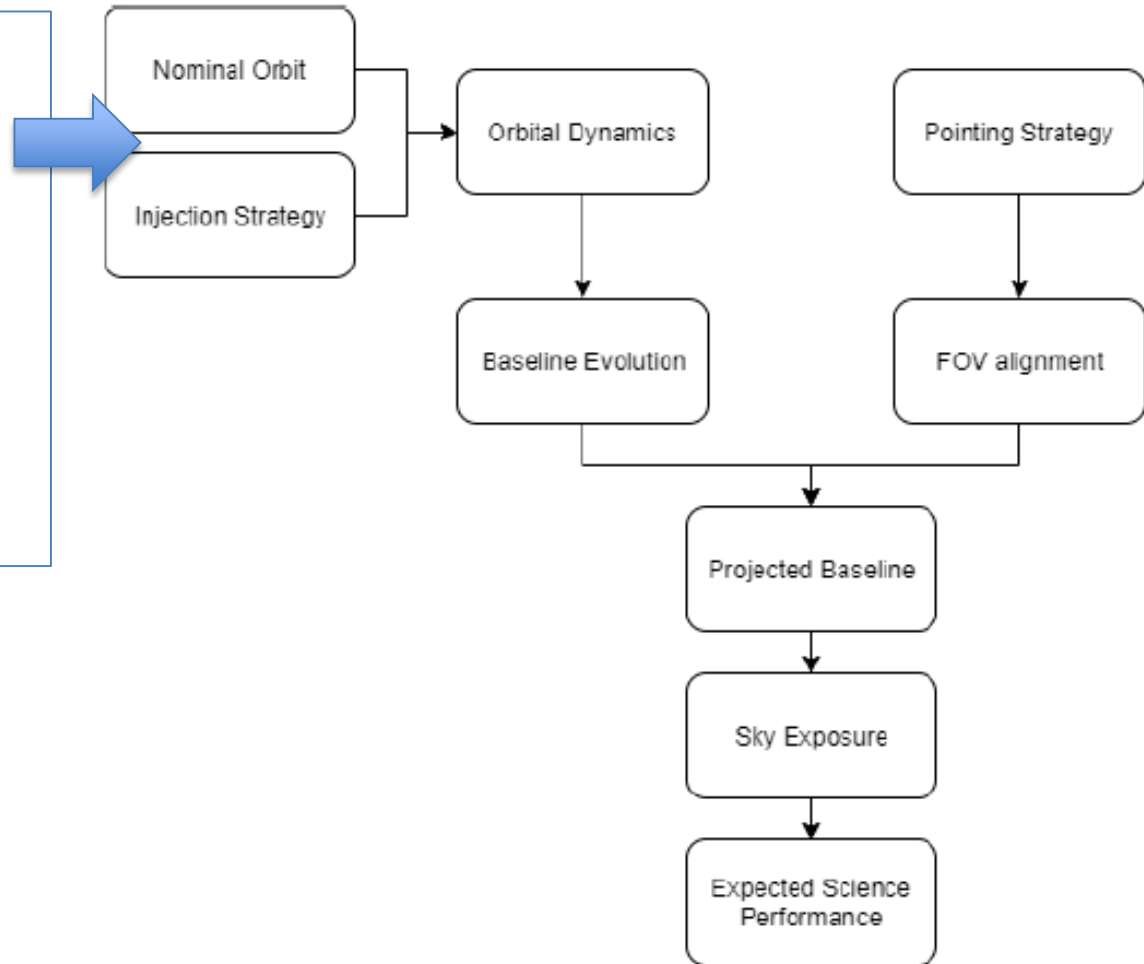 Nominal Orbit
Injection Strategy
Orbital Dynamics
Pointing Strategy
Baseline Evolution
FOV alignment
Projected Baseline
Sky Exposure
Expected Science
Performance